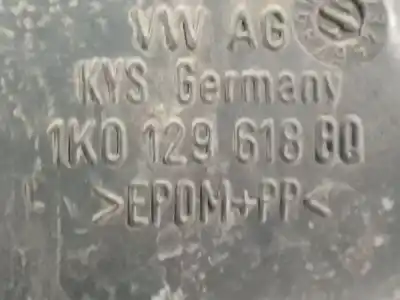 VW AG
KYS Germany
1K0 129 618 BQ
>EPDM+PP<